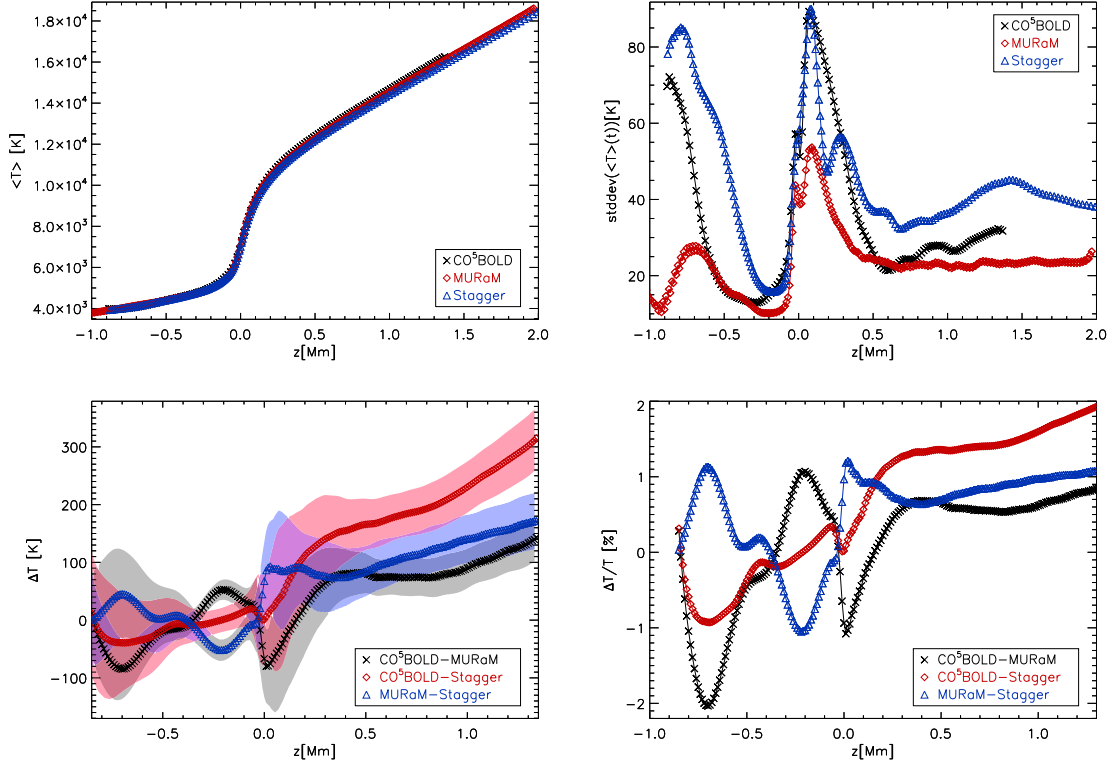 1.8×10⁴
1.6×10⁴
1.4×10⁴
1.2×10⁴
1.0×10⁴
8.0×10³
6.0×10³
4.0×10³
<T> [K]
CO⁵BOLD
MURaM
Stagger
-1.0 -0.5 0.0 0.5 1.0 1.5 2.0
z[Mm]
80
60
40
20
stddev(<T>(t))[K]
CO⁵BOLD
MURaM
Stagger
-1.0 -0.5 0.0 0.5 1.0 1.5 2.0
z[Mm]
300
200
100
0
-100
ΔT [K]
CO⁵BOLD-MURaM
CO⁵BOLD-Stagger
MURaM-Stagger
-0.5 0.0 0.5 1.0
z[Mm]
2
1
0
-1
-2
ΔT/T [%]
CO⁵BOLD-MURaM
CO⁵BOLD-Stagger
MURaM-Stagger
-1.0 -0.5 0.0 0.5 1.0
z[Mm]